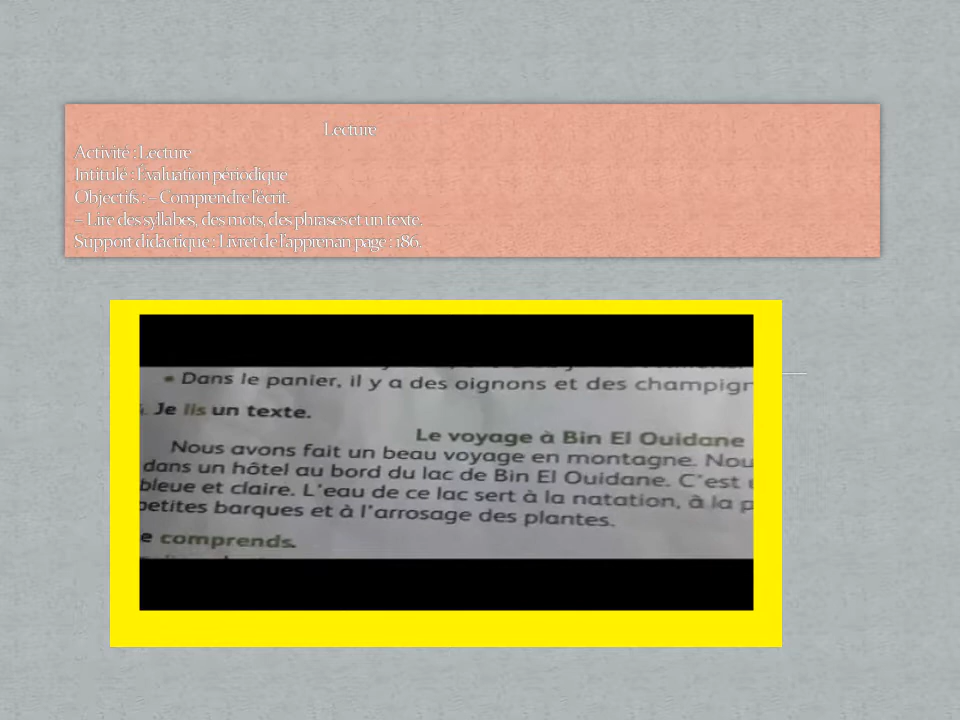 Lecture
Activité : Lecture
Intitulé : Évaluation périodique
Objectifs : – Comprendre l'écrit.
– Lire des syllabes, des mots, des phrases et un texte.
Support didactique : Livret de l'apprenan page : 186.
• Dans le panier, il y a des oignons et des champigr
Je lis un texte.
Le voyage à Bin El Ouidane
Nous avons fait un beau voyage en montagne. Nou
dans un hôtel au bord du lac de Bin El Ouidane. C'est
bleue et claire. L'eau de ce lac sert à la natation, à la p
petites barques et à l'arrosage des plantes.
e comprends.